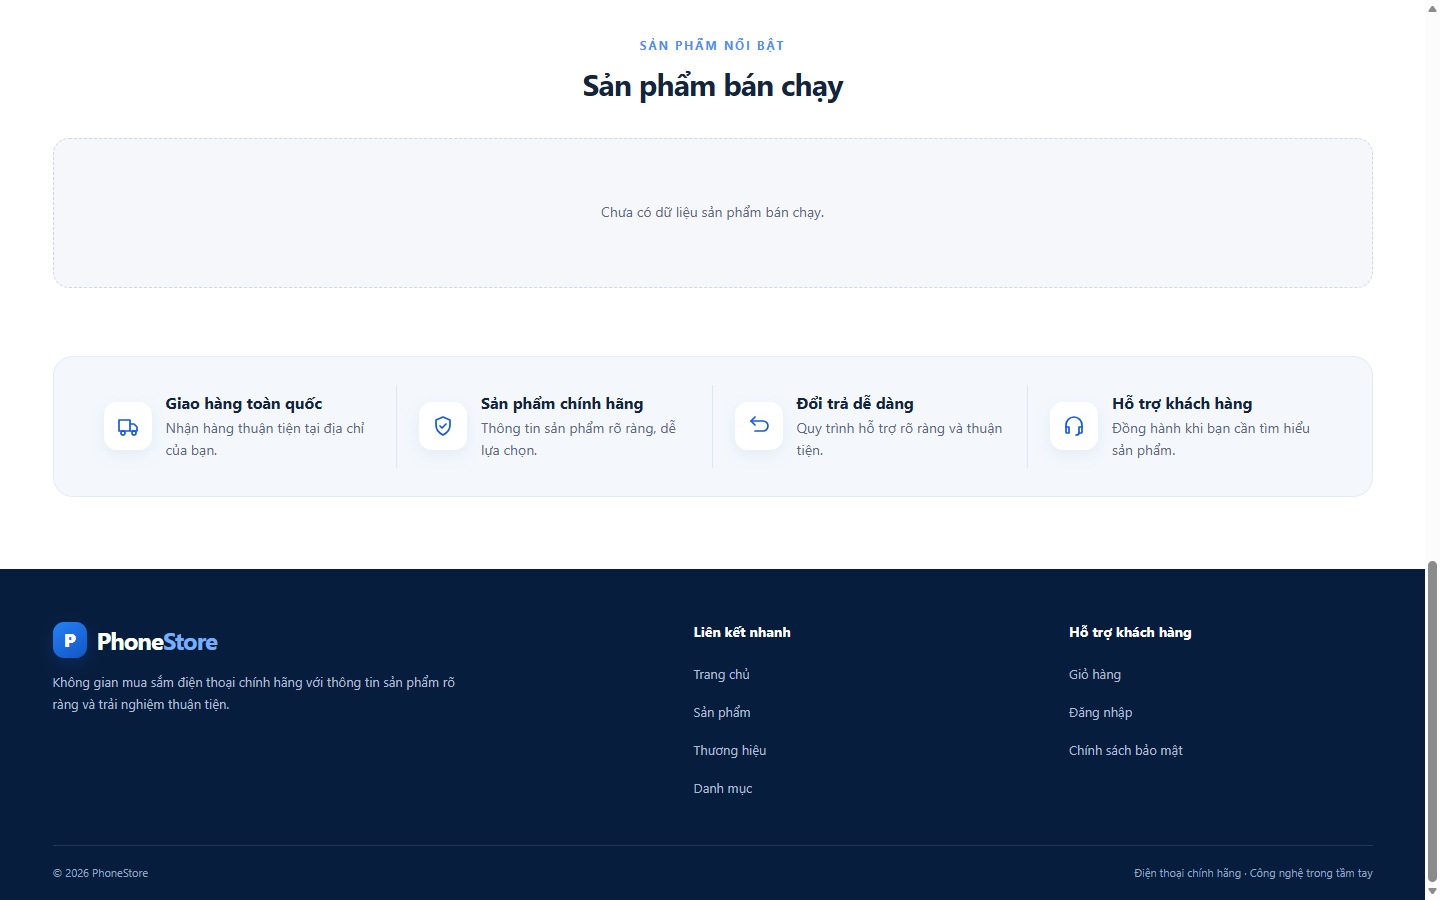 SẢN PHẨM NỔI BẬT
Sản phẩm bán chạy
Chưa có dữ liệu sản phẩm bán chạy.
Giao hàng toàn quốc
Nhận hàng thuận tiện tại địa chỉ
của bạn.
Sản phẩm chính hãng
Thông tin sản phẩm rõ ràng, dễ
lựa chọn.
Đổi trả dễ dàng
Quy trình hỗ trợ rõ ràng và thuận
tiện.
Hỗ trợ khách hàng
Đồng hành khi bạn cần tìm hiểu
sản phẩm.
P PhoneStore
Không gian mua sắm điện thoại chính hãng với thông tin sản phẩm rõ
ràng và trải nghiệm thuận tiện.
Liên kết nhanh
Trang chủ
Sản phẩm
Thương hiệu
Danh mục
Hỗ trợ khách hàng
Giỏ hàng
Đăng nhập
Chính sách bảo mật
© 2026 PhoneStore
Điện thoại chính hãng · Công nghệ trong tầm tay